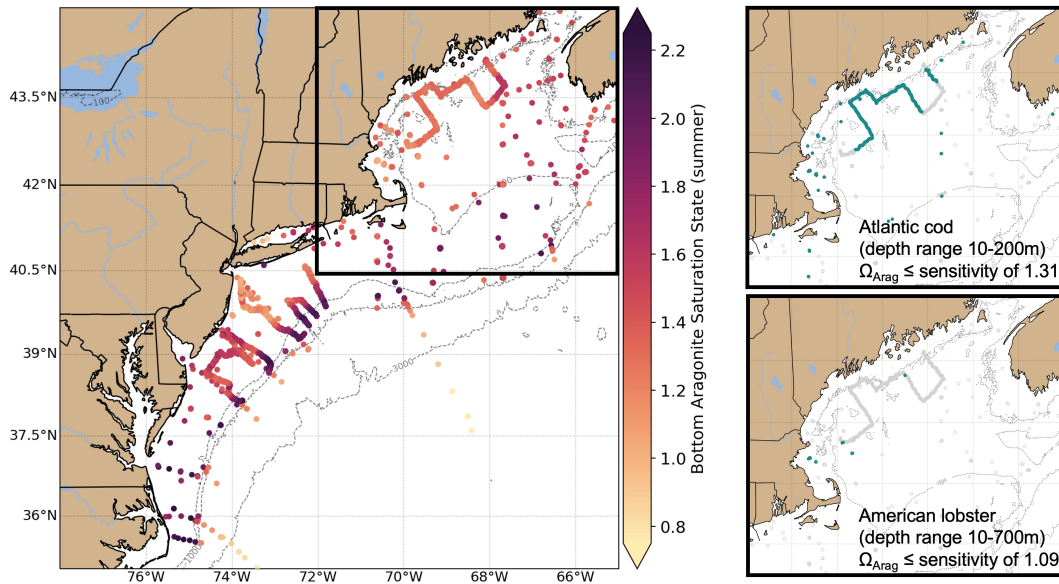 43.5°N
42°N
40.5°N
39°N
37.5°N
36°N
76°W
74°W
72°W
70°W
68°W
66°W
100
3000
1000
2.2
2.0
1.8
1.6
1.4
1.2
1.0
0.8
Bottom Aragonite Saturation State (summer)
Atlantic cod
(depth range 10-200m)
ΩArag ≤ sensitivity of 1.31
American lobster
(depth range 10-700m)
ΩArag ≤ sensitivity of 1.09